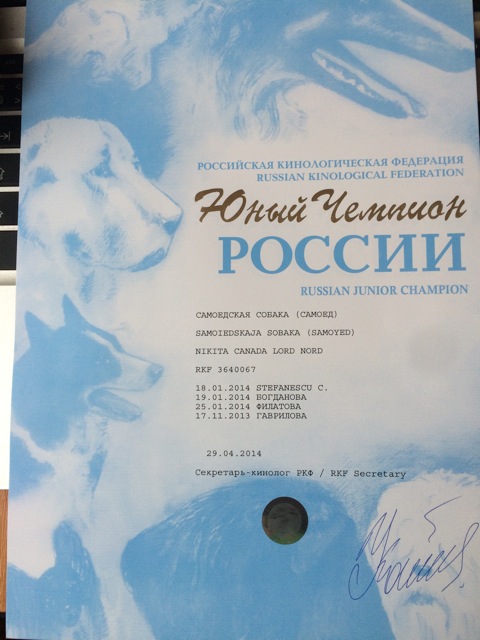 РОССИЙСКАЯ КИНОЛОГИЧЕСКАЯ ФЕДЕРАЦИЯ
RUSSIAN KINOLOGICAL FEDERATION
Юный Чемпион
РОССИИ
RUSSIAN JUNIOR CHAMPION
САМОЕДСКАЯ СОБАКА (САМОЕД)
SAMOIEDSKAJA SOBAKA (SAMOYED)
NIKITA CANADA LORD NORD
RKF 3640067
18.01.2014 STEFANESCU C.
19.01.2014 БОГДАНОВА
25.01.2014 ФИЛАТОВА
17.11.2013 ГАВРИЛОВА
29.04.2014
Секретарь-кинолог РКФ / RKF Secretary